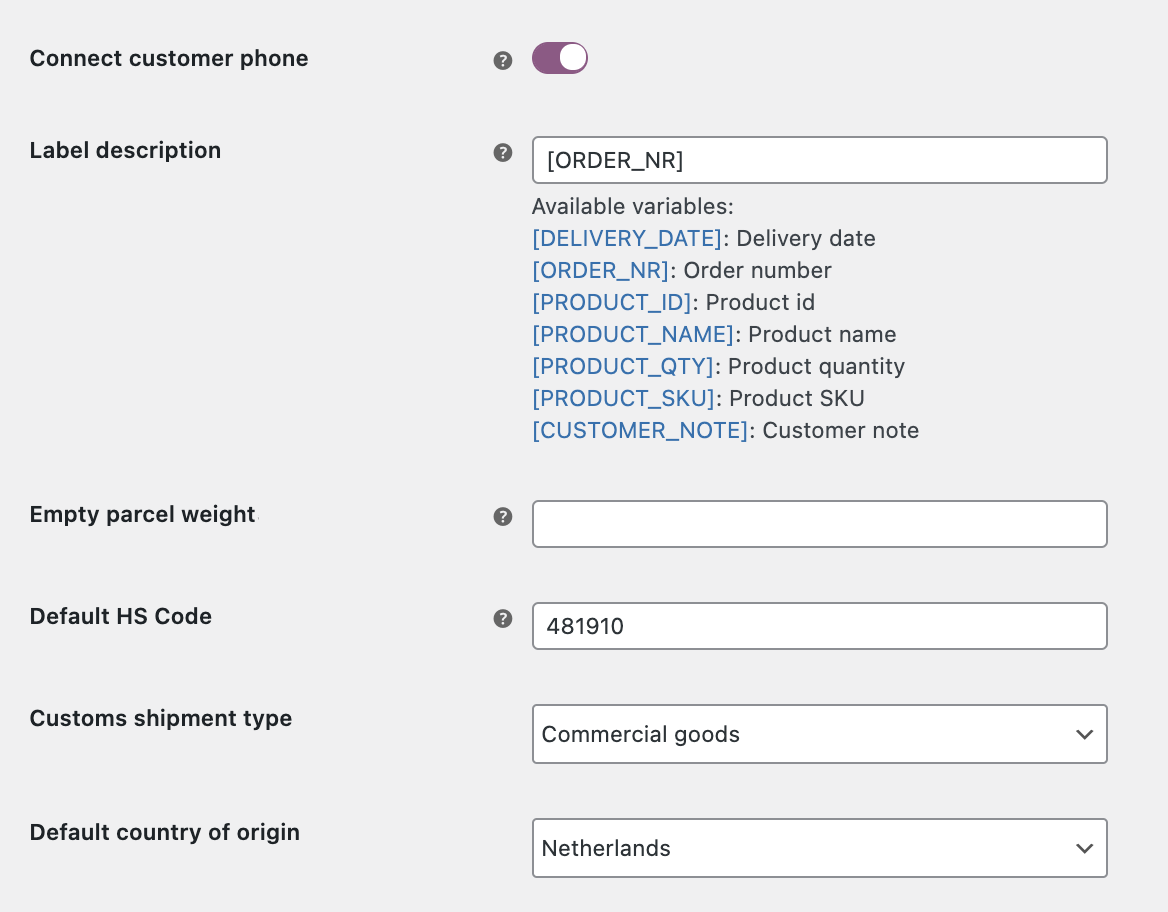 Connect customer phone
Label description
[ORDER_NR]
Available variables:
[DELIVERY_DATE]: Delivery date
[ORDER_NR]: Order number
[PRODUCT_ID]: Product id
[PRODUCT_NAME]: Product name
[PRODUCT_QTY]: Product quantity
[PRODUCT_SKU]: Product SKU
[CUSTOMER_NOTE]: Customer note
Empty parcel weight
Default HS Code
481910
Customs shipment type
Commercial goods
Default country of origin
Netherlands